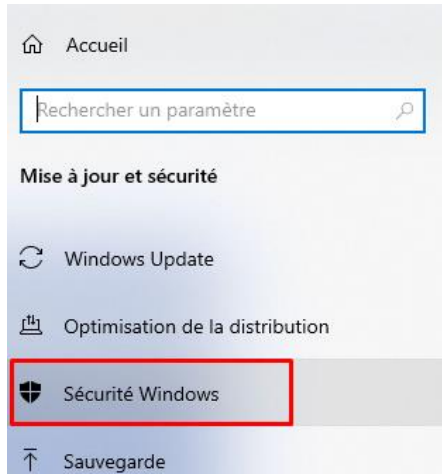 Accueil
Rechercher un paramètre
Mise à jour et sécurité
Windows Update
Optimisation de la distribution
Sécurité Windows
Sauvegarde